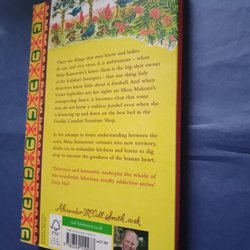 There are things that men know and ladies
do not, and vice versa. It is unfortunate – when
Mma Ramotswe's latest client is the big-shot owner
of the Kalahari Swoopers – that one thing lady
detectives know little about is football. And when
Violet Sephotho sets her sights on Mma Makutsi's
unsuspecting fiancé, it becomes clear that some
men do not know a ruthless Jezebel even when she
is bouncing up and down on the best bed in the
Double Comfort Furniture Shop.
In her attempt to foster understanding between the
sexes, Mma Ramotswe ventures into new territory,
drinks tea in unfamiliar kitchens and learns to dig
deep to uncover the goodness of the human heart.
humanity underpin the whole of
this wonderful, hilarious, totally addictive series'
Daily Mail
Alexander McCall Smith.co.uk
FSC